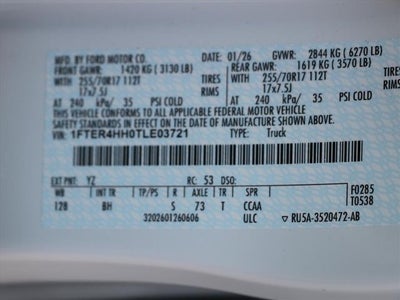 MFD. BY FORD MOTOR CO. 01/26 GVWR: 2844 KG ( 6270 LB)
FRONT GAWR: 1420 KG ( 3130 LB) REAR GAWR: 1619 KG ( 3570 LB)
WITH 255/70R17 112T TIRES WITH 255/70R17 112T
17x7.5J RIMS 17x7.5J
AT 240 kPa/ 35 PSI COLD AT 240 kPa/ 35 PSI COLD
THIS VEHICLE CONFORMS TO ALL APPLICABLE FEDERAL MOTOR VEHICLE
SAFETY STANDARDS IN EFFECT ON THE DATE OF MANUFACTURE SHOWN ABOVE.
VIN: 1FTER4HH0TLE03721 TYPE: Truck
EXT PNT: YZ RC: 53 DSO: F0285
WB INT TR TP/PS R AXLE TR SPR T0538
128 BH S 73 T CCAA
3202601260606 ULC RU5A-3520472-AB